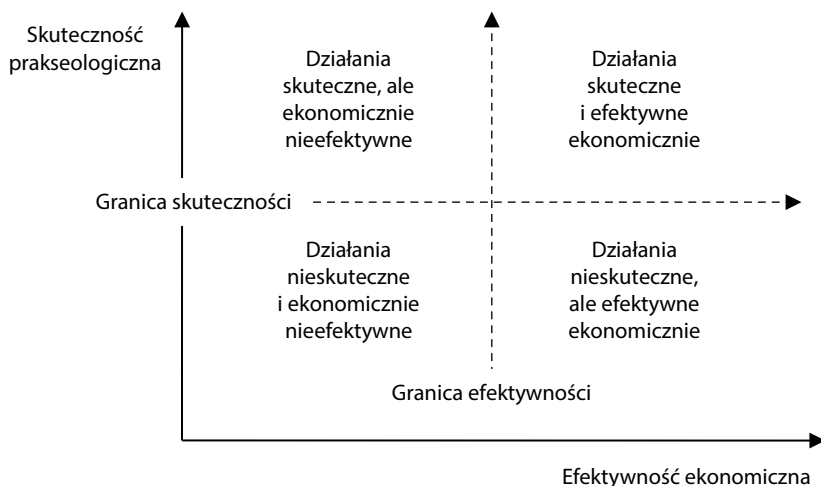 Skuteczność
prakseologiczna
Działania
skuteczne, ale
ekonomicznie
nieefektywne
Działania
skuteczne
i efektywne
ekonomicznie
Granica skuteczności
Działania
nieskuteczne
i ekonomicznie
nieefektywne
Działania
nieskuteczne,
ale efektywne
ekonomicznie
Granica efektywności
Efektywność ekonomiczna